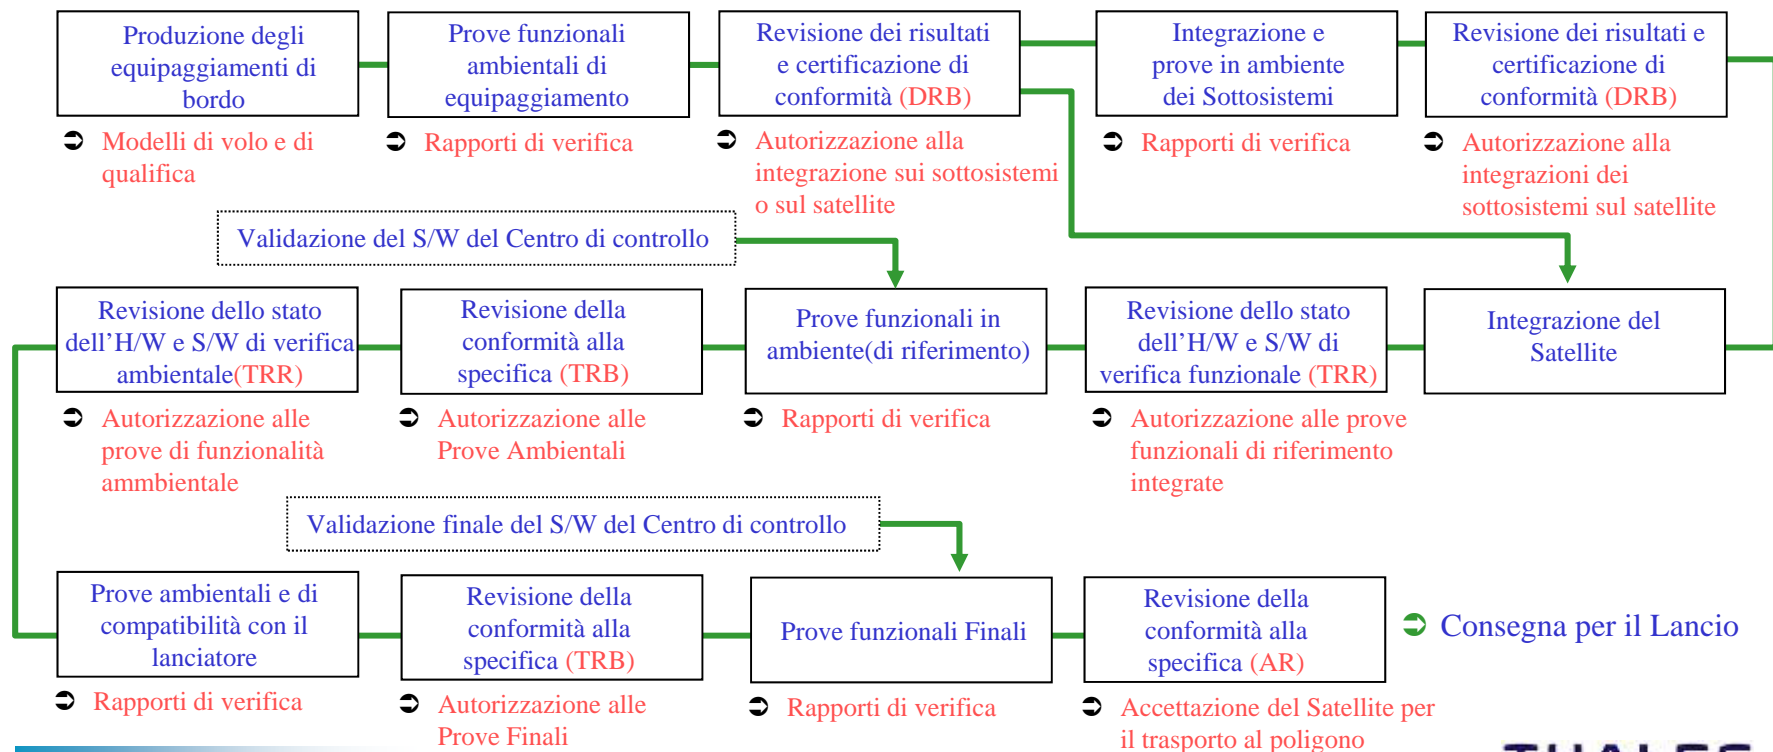 Produzione degli
equipaggiamenti di
bordo
Prove funzionali
ambientali di
equipaggiamento
Revisione dei risultati
e certificazione di
conformità (DRB)
Integrazione e
prove in ambiente
dei Sottosistemi
Revisione dei risultati e
certificazione di
conformità (DRB)
Modelli di volo e di
qualifica
Rapporti di verifica
Autorizzazione alla
integrazione sui sottosistemi
o sul satellite
Rapporti di verifica
Autorizzazione alla
integrazioni dei
sottosistemi sul satellite
Validazione del S/W del Centro di controllo
Revisione dello stato
dell’H/W e S/W di verifica
ambientale(TRR)
Revisione della
conformità alla
specifica (TRB)
Prove funzionali in
ambiente(di riferimento)
Revisione dello stato
dell’H/W e S/W di
verifica funzionale (TRR)
Integrazione del
Satellite
Autorizzazione alle
prove di funzionalità
ammbientale
Autorizzazione alle
Prove Ambientali
Rapporti di verifica
Autorizzazione alle prove
funzionali di riferimento
integrate
Validazione finale del S/W del Centro di controllo
Prove ambientali e di
compatibilità con il
lanciatore
Revisione della
conformità alla
specifica (TRB)
Prove funzionali Finali
Revisione della
conformità alla
specifica (AR)
Consegna per il Lancio
Rapporti di verifica
Autorizzazione alle
Prove Finali
Rapporti di verifica
Accettazione del Satellite per
il trasporto al poligono
THALES